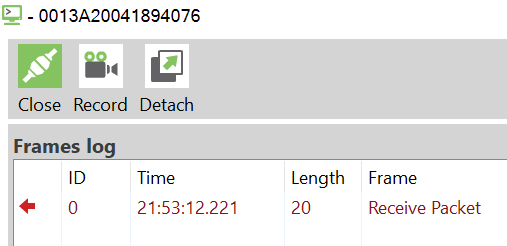 - 0013A20041894076
Close Record Detach
Frames log
ID Time Length Frame
0 21:53:12.221 20 Receive Packet